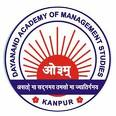 DAYANAND ACADEMY OF MANAGEMENT STUDIES
ओ३म्
असतो मा सद्गमय तमसो मा ज्योतिर्गमय
KANPUR